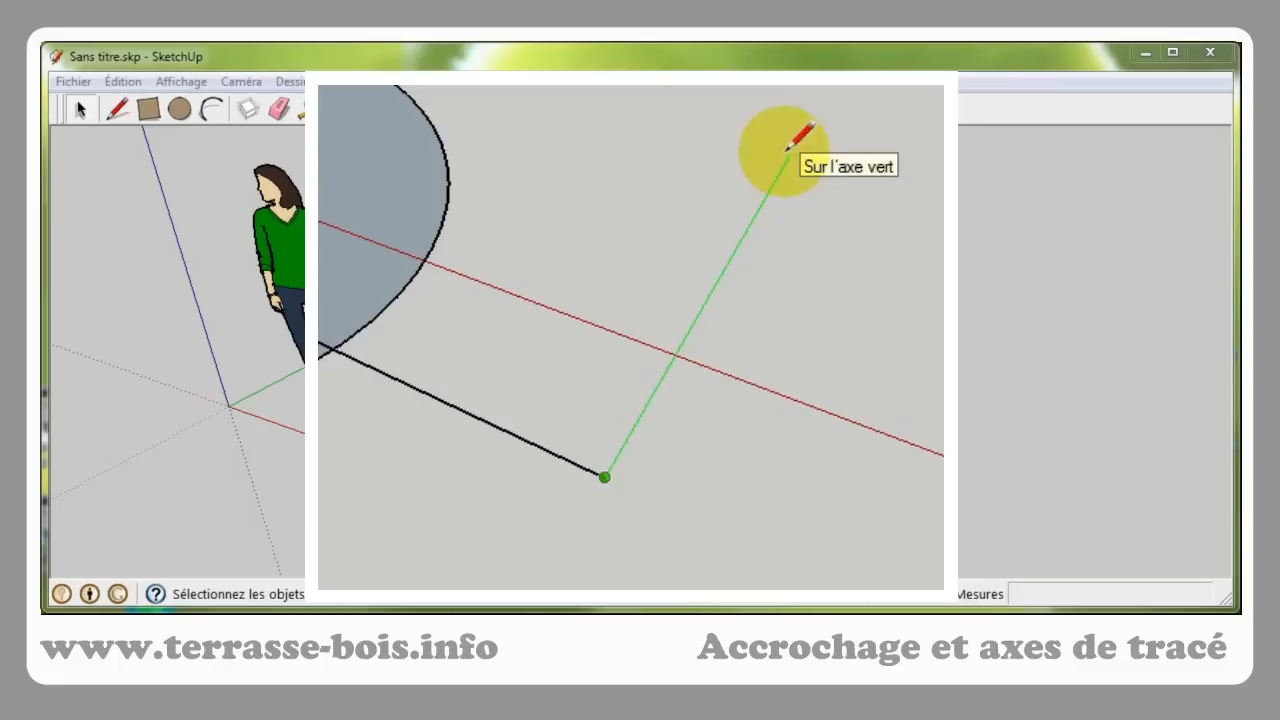 Sans titre.skp - SketchUp
Fichier Édition Affichage Caméra
Sur l'axe vert
Sélectionnez les objets
Mesures
www.terrasse-bois.info
Accrochage et axes de tracé